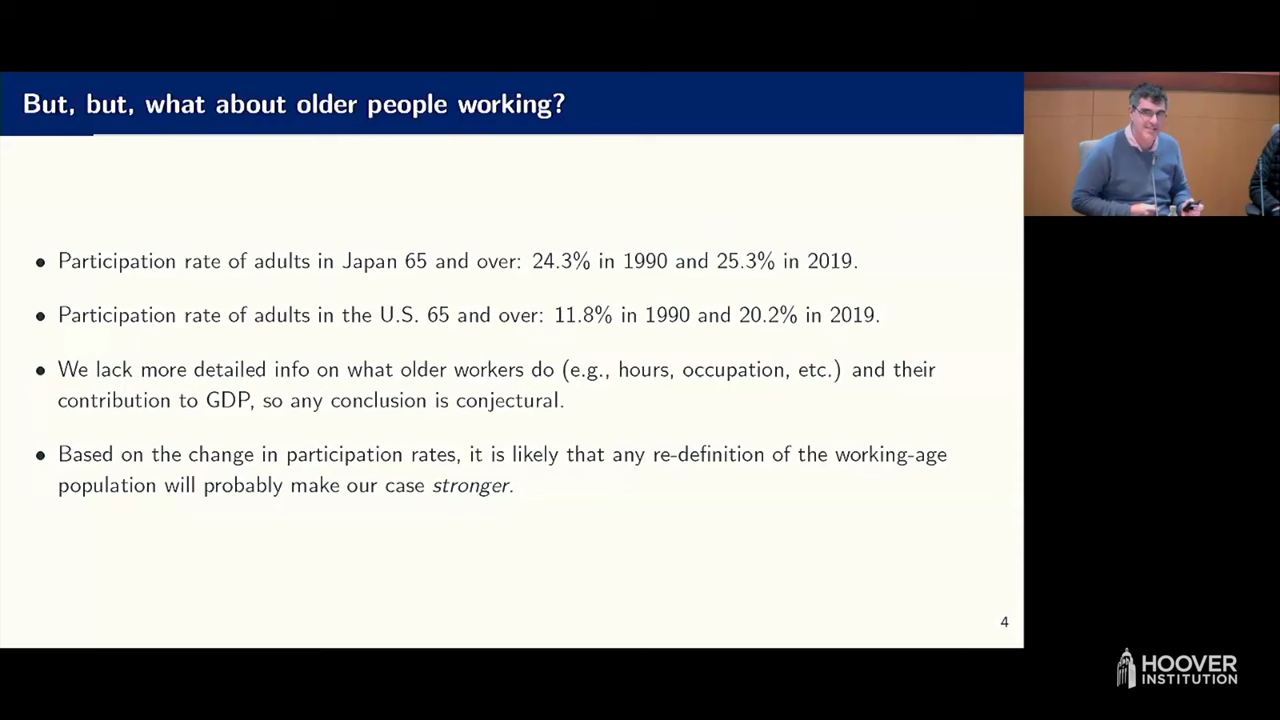 But, but, what about older people working?
• Participation rate of adults in Japan 65 and over: 24.3% in 1990 and 25.3% in 2019.
• Participation rate of adults in the U.S. 65 and over: 11.8% in 1990 and 20.2% in 2019.
• We lack more detailed info on what older workers do (e.g., hours, occupation, etc.) and their
contribution to GDP, so any conclusion is conjectural.
• Based on the change in participation rates, it is likely that any re-definition of the working-age
population will probably make our case stronger.
4
HOOVER
INSTITUTION